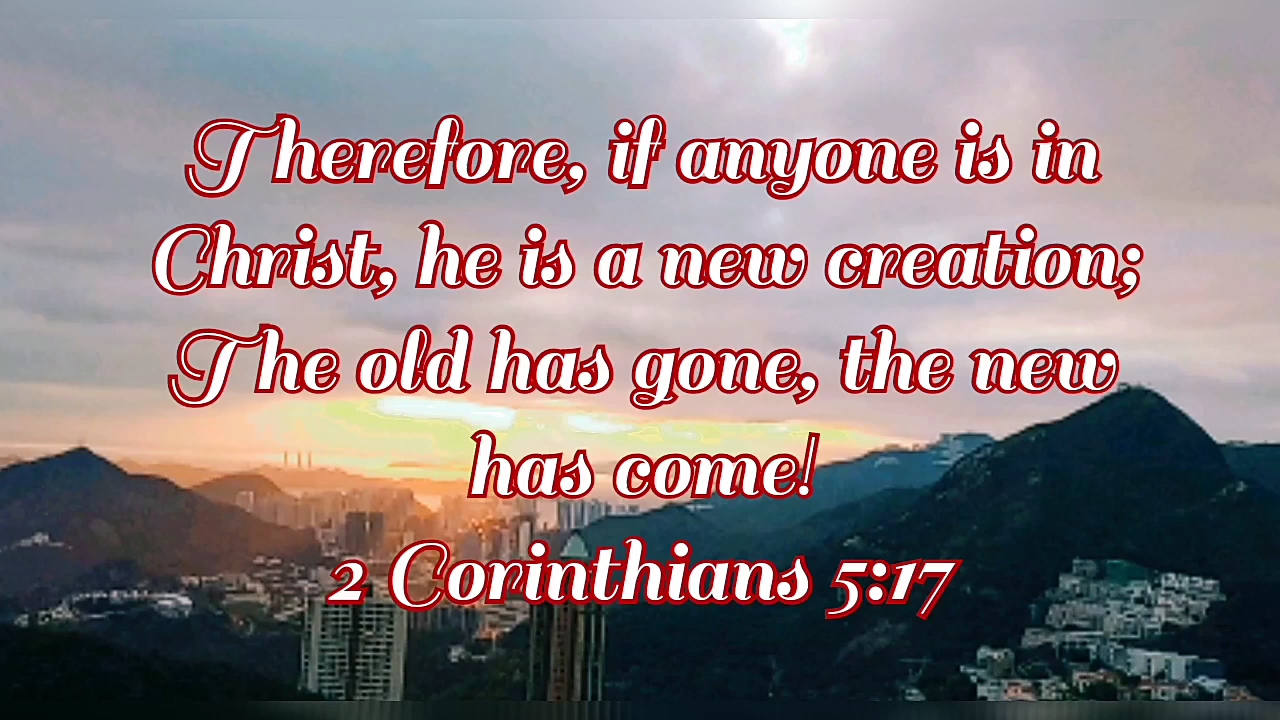 Therefore, if anyone is in
Christ, he is a new creation;
The old has gone, the new
has come!
2 Corinthians 5:17